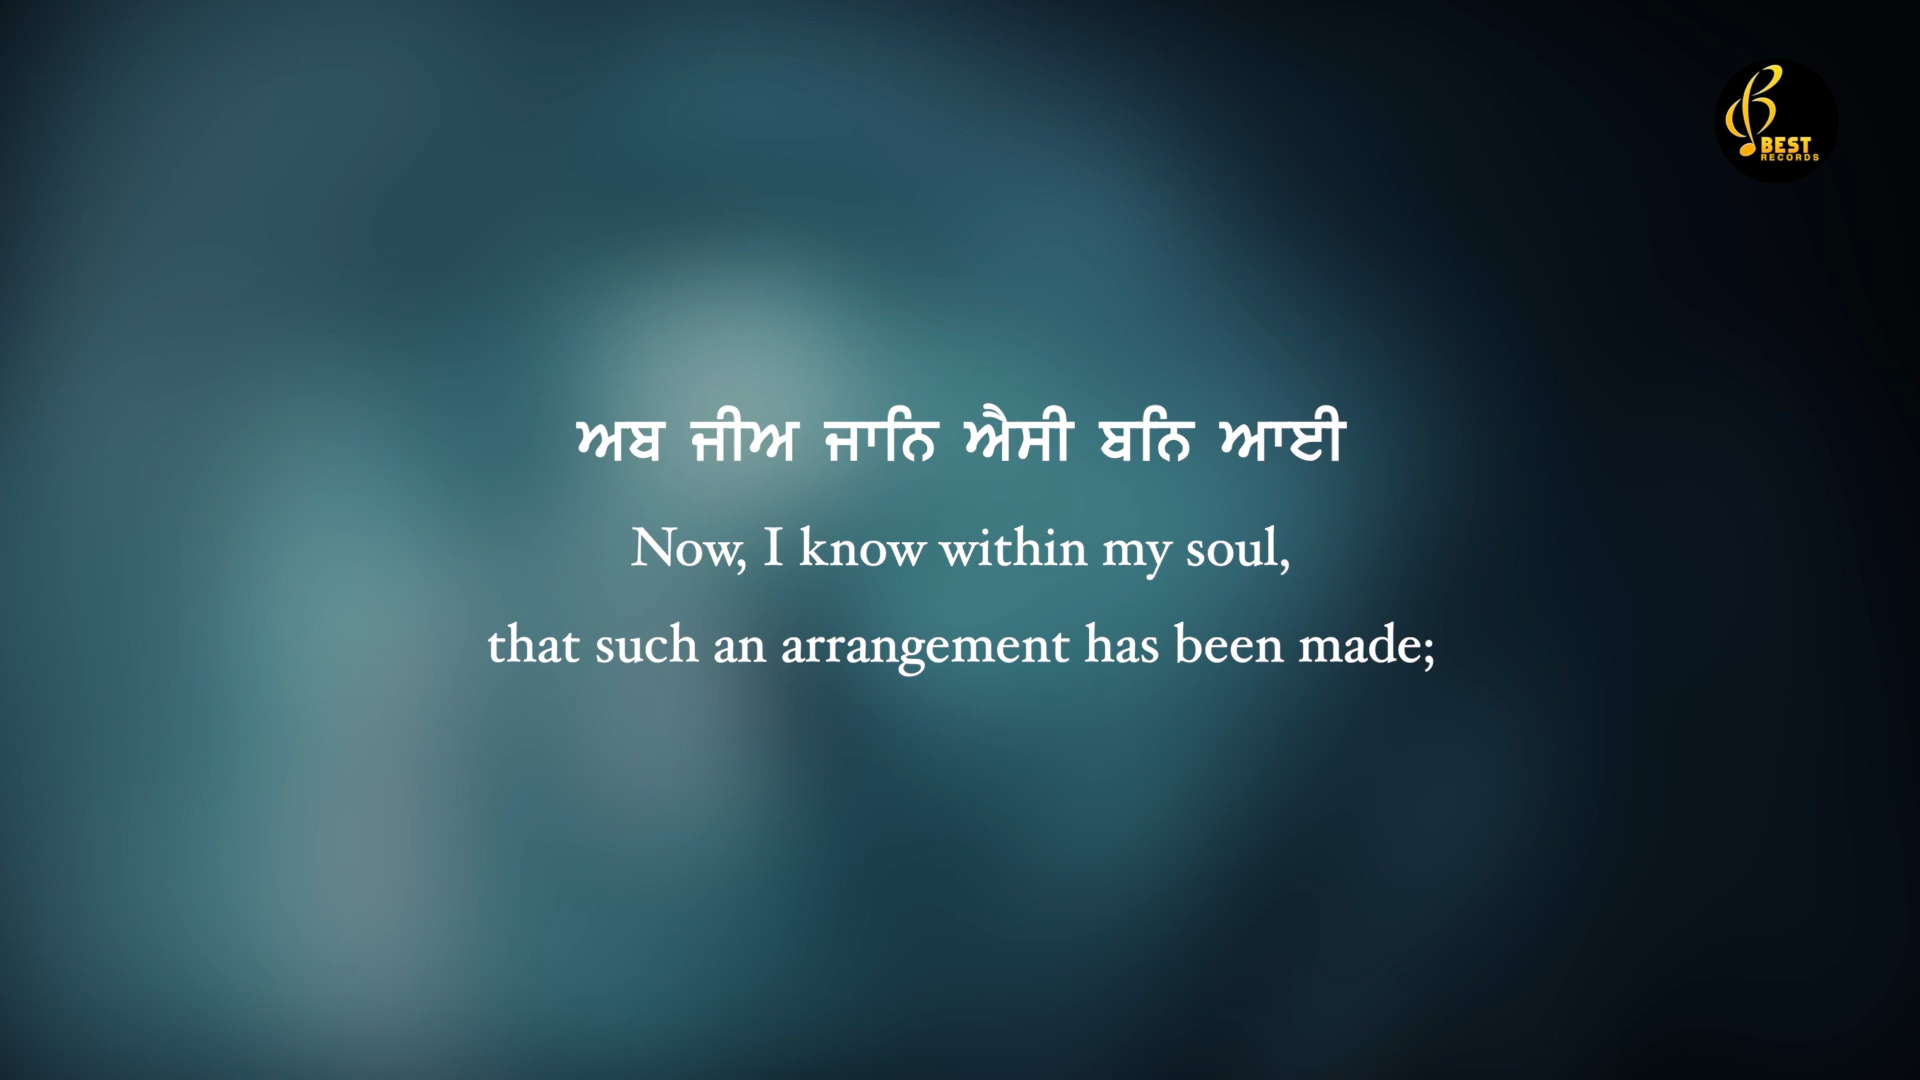 BEST
RECORDS
ਅਬ ਜੀਅ ਜਾਨਿ ਐਸੀ ਬਨਿ ਆਈ
Now, I know within my soul,
that such an arrangement has been made;